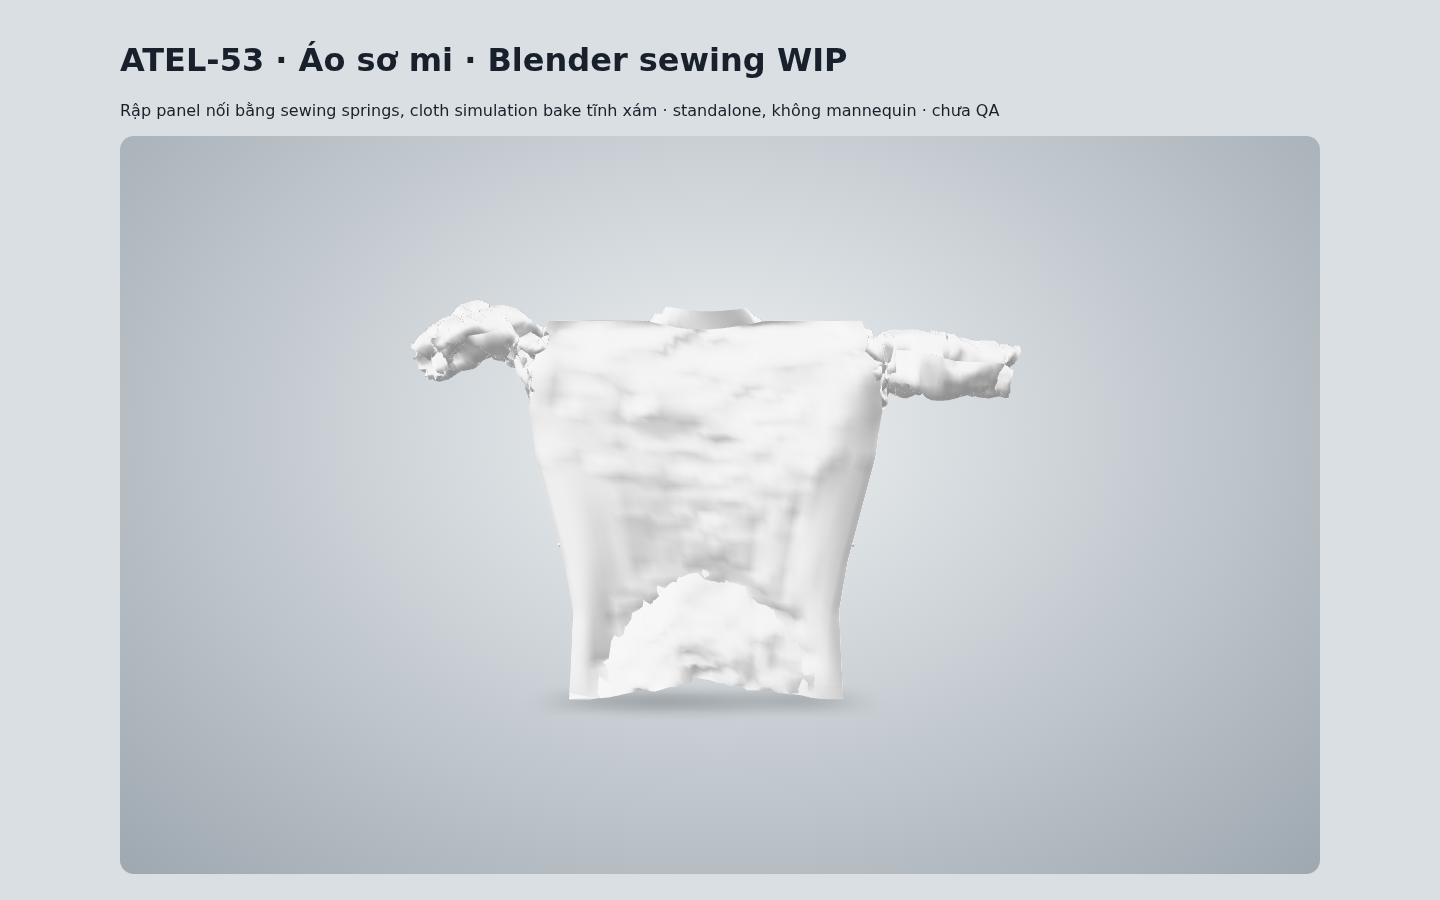 ATEL-53 · Áo sơ mi · Blender sewing WIP
Rập panel nối bằng sewing springs, cloth simulation bake tĩn xám · standalone, không mannequin · chưa QA